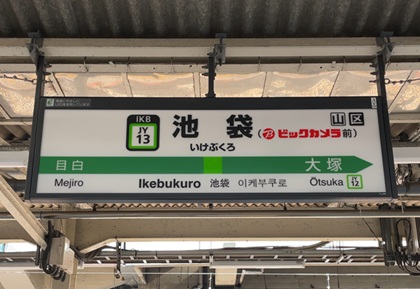 IKB
JY
13
池袋
(ビックカメラ前)
山区
いけぶくろ
目白
大塚
Mejiro
Ikebukuro 池袋 이케부쿠로
Ōtsuka
JY
12